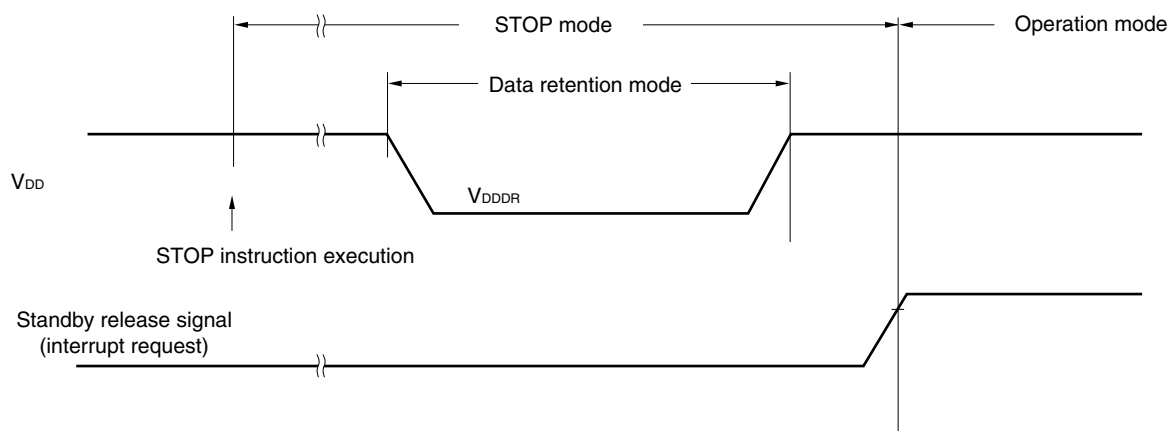 STOP mode
Operation mode
Data retention mode
VDD
VDDDR
STOP instruction execution
Standby release signal
(interrupt request)